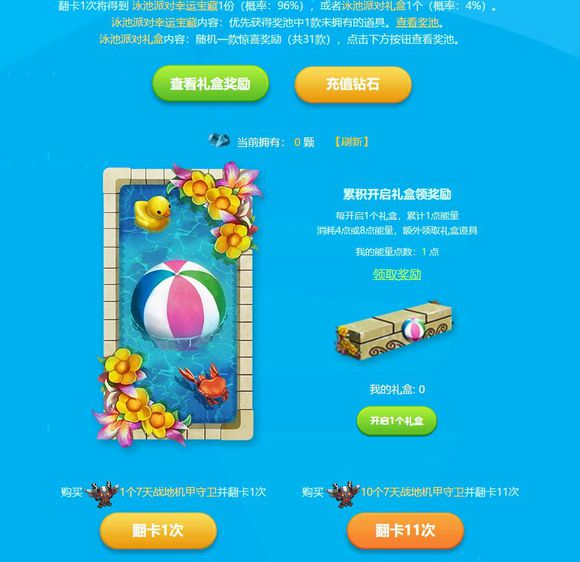 翻卡1次将得到 泳池派对幸运宝藏1份（概率：96%），或者泳池派对礼盒1个（概率：4%）。
泳池派对幸运宝藏内容：优先获得奖池中1款未拥有的道具。查看奖池。
泳池派对礼盒内容：随机一款惊喜奖励（共31款），点击下方按钮查看奖池。
查看礼盒奖励
充值钻石
当前拥有： 0 颗 【刷新】
累积开启礼盒领奖励
每开启1个礼盒，累计1点能量
消耗4点或8点能量，额外领取礼盒道具
我的能量点数：1 点
领取奖励
我的礼盒: 0
开启1个礼盒
购买 1个7天战地机甲守卫并翻卡1次
购买 10个7天战地机甲守卫并翻卡11次
翻卡1次
翻卡11次